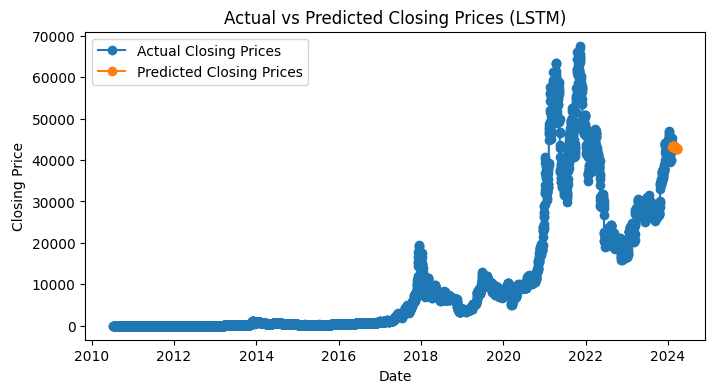 Actual vs Predicted Closing Prices (LSTM)
Actual Closing Prices
Predicted Closing Prices
Closing Price
70000
60000
50000
40000
30000
20000
10000
0
2010 2012 2014 2016 2018 2020 2022 2024
Date